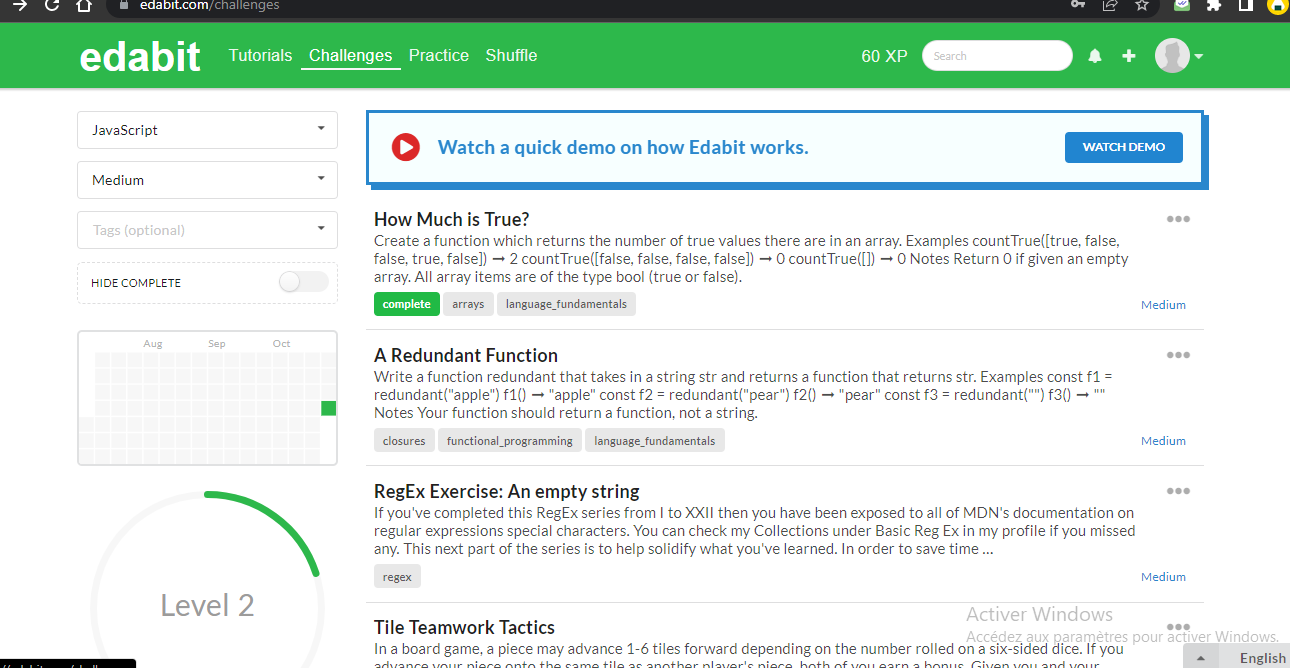 edabit.com/challenges
edabit Tutorials Challenges Practice Shuffle 60 XP Search
JavaScript
Medium
Tags (optional)
HIDE COMPLETE
Aug Sep Oct
Level 2
Watch a quick demo on how Edabit works. WATCH DEMO
How Much is True?
Create a function which returns the number of true values there are in an array. Examples countTrue([true, false,
false, true, false]) ➞ 2 countTrue([false, false, false, false]) ➞ 0 countTrue([]) ➞ 0 Notes Return 0 if given an empty
array. All array items are of the type bool (true or false).
complete arrays language_fundamentals Medium
A Redundant Function
Write a function redundant that takes in a string str and returns a function that returns str. Examples const f1 =
redundant("apple") f1() ➞ "apple" const f2 = redundant("pear") f2() ➞ "pear" const f3 = redundant("") f3() ➞ ""
Notes Your function should return a function, not a string.
closures functional_programming language_fundamentals Medium
RegEx Exercise: An empty string
If you've completed this RegEx series from I to XXII then you have been exposed to all of MDN's documentation on
regular expressions special characters. You can check my Collections under Basic Reg Ex in my profile if you missed
any. This next part of the series is to help solidify what you've learned. In order to save time ...
regex Medium
Tile Teamwork Tactics
In a board game, a piece may advance 1-6 tiles forward depending on the number rolled on a six-sided dice. If you
advance your piece onto the same tile as another player's piece, both of you earn a bonus. Given you and your
Activer Windows
Accédez aux paramètres pour activer Windows.
English